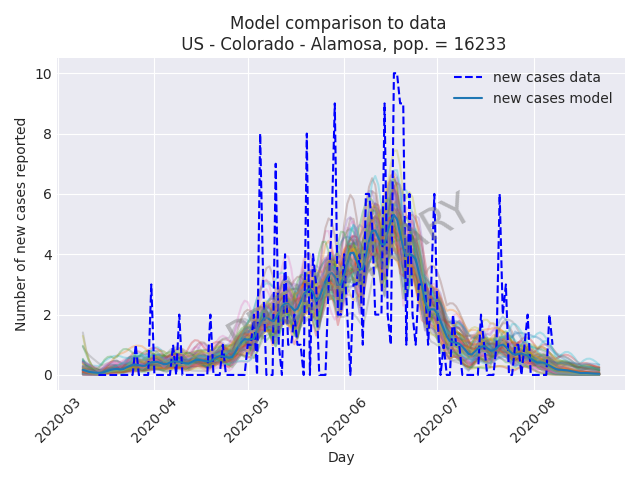 Model comparison to data
US - Colorado - Alamosa, pop. = 16233
new cases data
new cases model
Number of new cases reported
10
8
6
4
2
0
2020-03
2020-04
2020-05
2020-06
2020-07
2020-08
Day